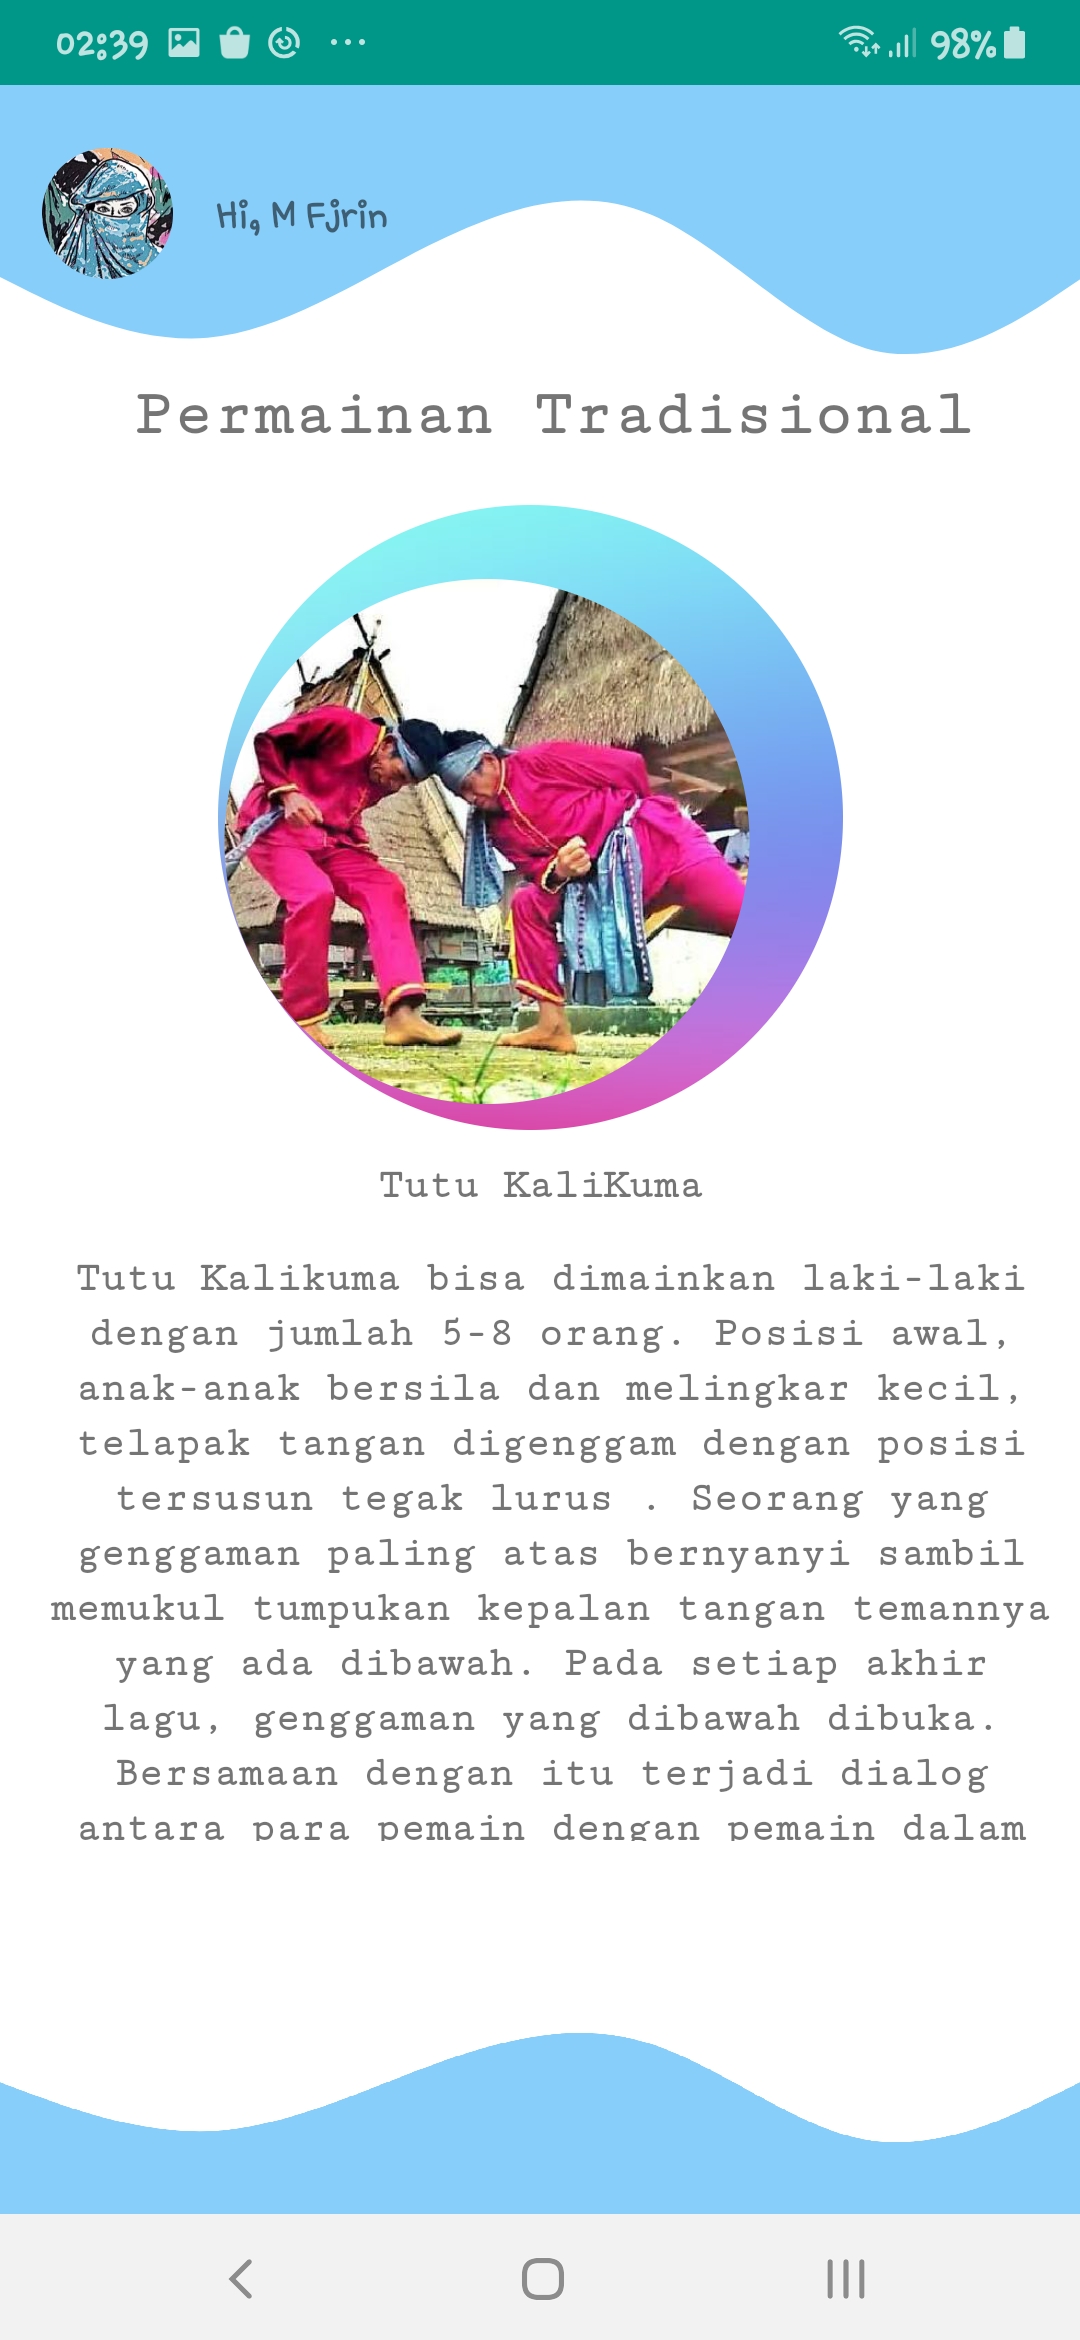 02:39
98%
Hi, M Fjrin
Permainan Tradisional
Tutu KaliKuma
Tutu Kalikuma bisa dimainkan laki-laki
dengan jumlah 5-8 orang. Posisi awal,
anak-anak bersila dan melingkar kecil,
telapak tangan digenggam dengan posisi
tersusun tegak lurus . Seorang yang
genggaman paling atas bernyanyi sambil
memukul tumpukan kepalan tangan temannya
yang ada dibawah. Pada setiap akhir
lagu, genggaman yang dibawah dibuka.
Bersamaan dengan itu terjadi dialog
antara para pemain dengan pemain dalam